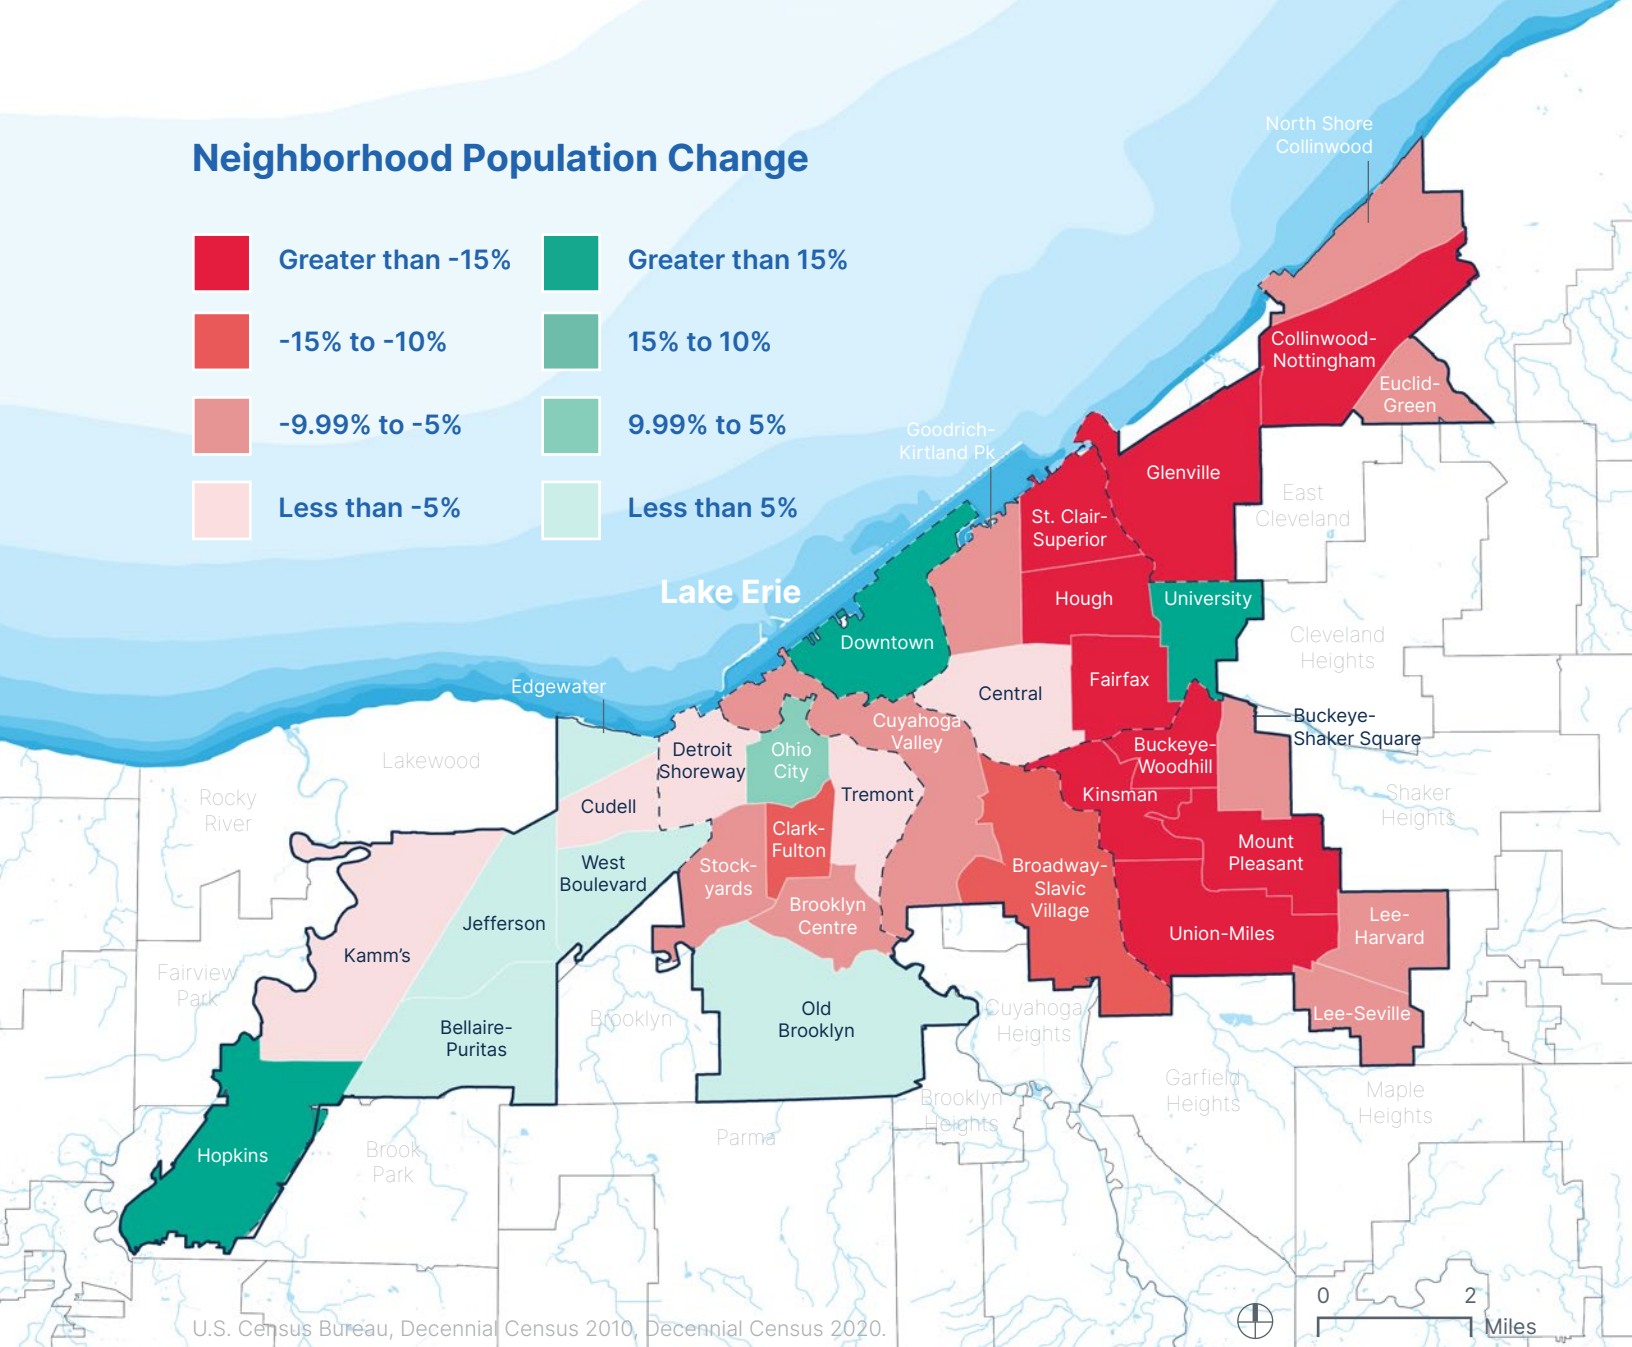 Neighborhood Population Change
Greater than -15%
Greater than 15%
-15% to -10%
15% to 10%
-9.99% to -5%
9.99% to 5%
Less than -5%
Less than 5%
North Shore
Collinwood
Collinwood-
Nottingham
Euclid-
Green
Goodrich-
Kirtland Pk
Glenville
East
Cleveland
St. Clair-
Superior
Lake Erie
Hough
University
Downtown
Cleveland
Heights
Edgewater
Central
Fairfax
Buckeye-
Shaker Square
Cuyahoga
Valley
Lakewood
Detroit
Shoreway
Ohio
City
Buckeye-
Woodhill
Rocky
River
Cudell
Tremont
Kinsman
Shaker
Heights
Clark-
Fulton
Mount
Pleasant
West
Boulevard
Stock-
yards
Broadway-
Slavic
Village
Brooklyn
Centre
Jefferson
Union-Miles
Lee-
Harvard
Kamm's
Fairview
Park
Old
Brooklyn
Brooklyn
Cuyahoga
Heights
Lee-Seville
Bellaire-
Puritas
Brooklyn
Heights
Garfield
Heights
Maple
Heights
Parma
Hopkins
Brook
Park
0
2
Miles
U.S. Census Bureau, Decennial Census 2010, Decennial Census 2020.